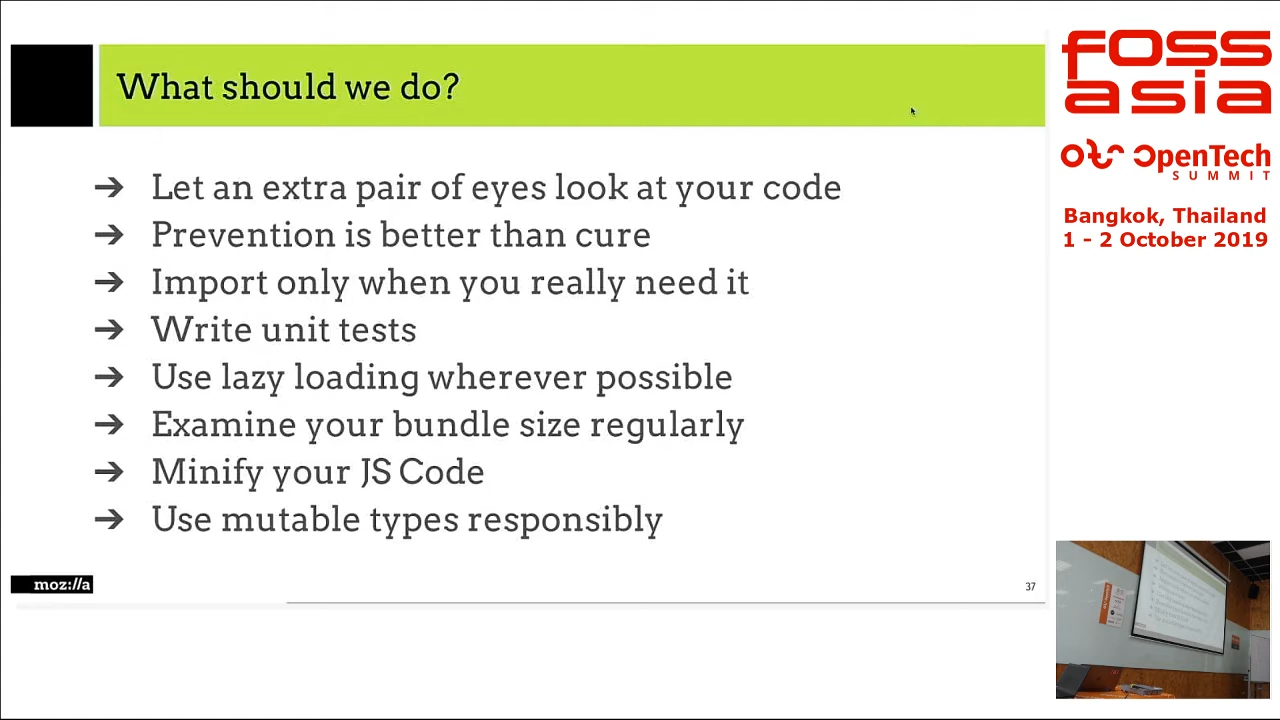 What should we do?
➔ Let an extra pair of eyes look at your code
➔ Prevention is better than cure
➔ Import only when you really need it
➔ Write unit tests
➔ Use lazy loading wherever possible
➔ Examine your bundle size regularly
➔ Minify your JS Code
➔ Use mutable types responsibly
moz://a
37
FOSS
asia
OpenTech
SUMMIT
Bangkok, Thailand
1 - 2 October 2019